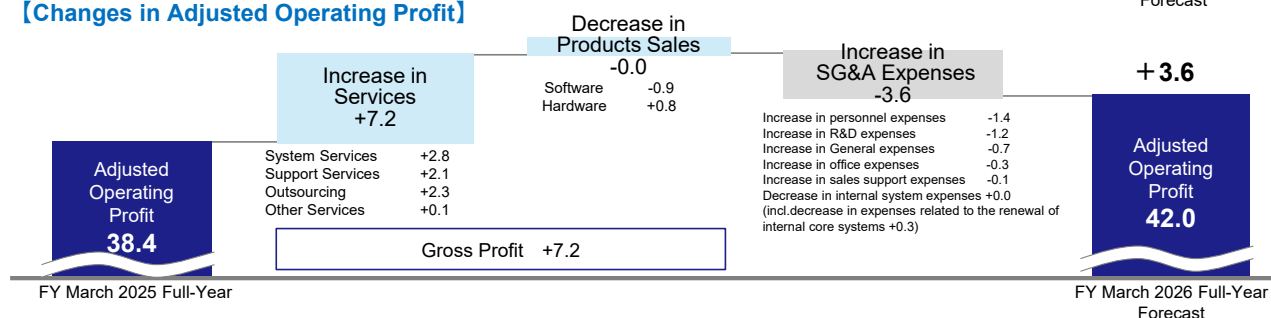 Forecast
【Changes in Adjusted Operating Profit】
Adjusted
Operating
Profit
38.4
FY March 2025 Full-Year
Increase in
Services
+7.2
System Services +2.8
Support Services +2.1
Outsourcing +2.3
Other Services +0.1
Decrease in
Products Sales
-0.0
Software -0.9
Hardware +0.8
Gross Profit +7.2
Increase in
SG&A Expenses
-3.6
Increase in personnel expenses -1.4
Increase in R&D expenses -1.2
Increase in General expenses -0.7
Increase in office expenses -0.3
Increase in sales support expenses -0.1
Decrease in internal system expenses +0.0
(incl.decrease in expenses related to the renewal of
internal core systems +0.3)
＋3.6
Adjusted
Operating
Profit
42.0
FY March 2026 Full-Year
Forecast